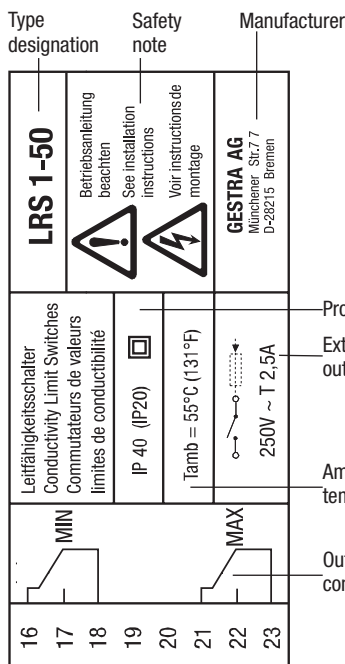 Type
designation
Safety
note
Manufacturer
LRS 1-50
Betriebsanleitung
beachten
See installation
instructions
Voir instructions de
montage
GESTRA AG
Münchener Str.7 7
D-28215 Bremen
Leitfähigkeitsschalter
Conductivity Limit Switches
Commutateurs de valeurs
limites de conductibilité
IP 40 (IP20)
Tamb = 55°C (131°F)
250V ~ T 2,5A
MIN
MAX
16
17
18
19
20
21
22
23